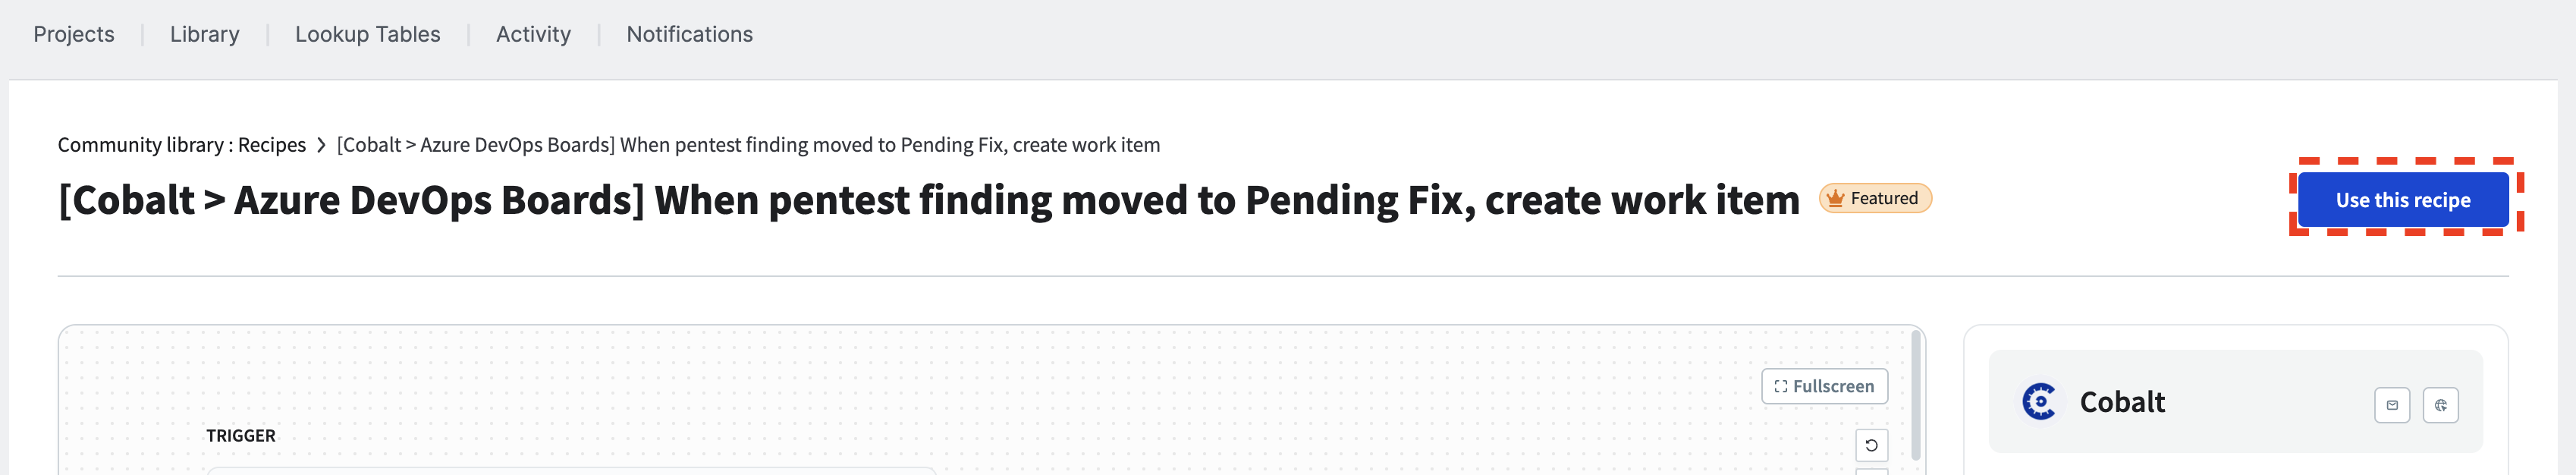 Projects
Library
Lookup Tables
Activity
Notifications
Community library : Recipes > [Cobalt > Azure DevOps Boards] When pentest finding moved to Pending Fix, create work item
[Cobalt > Azure DevOps Boards] When pentest finding moved to Pending Fix, create work item
Featured
Use this recipe
Fullscreen
TRIGGER
Cobalt